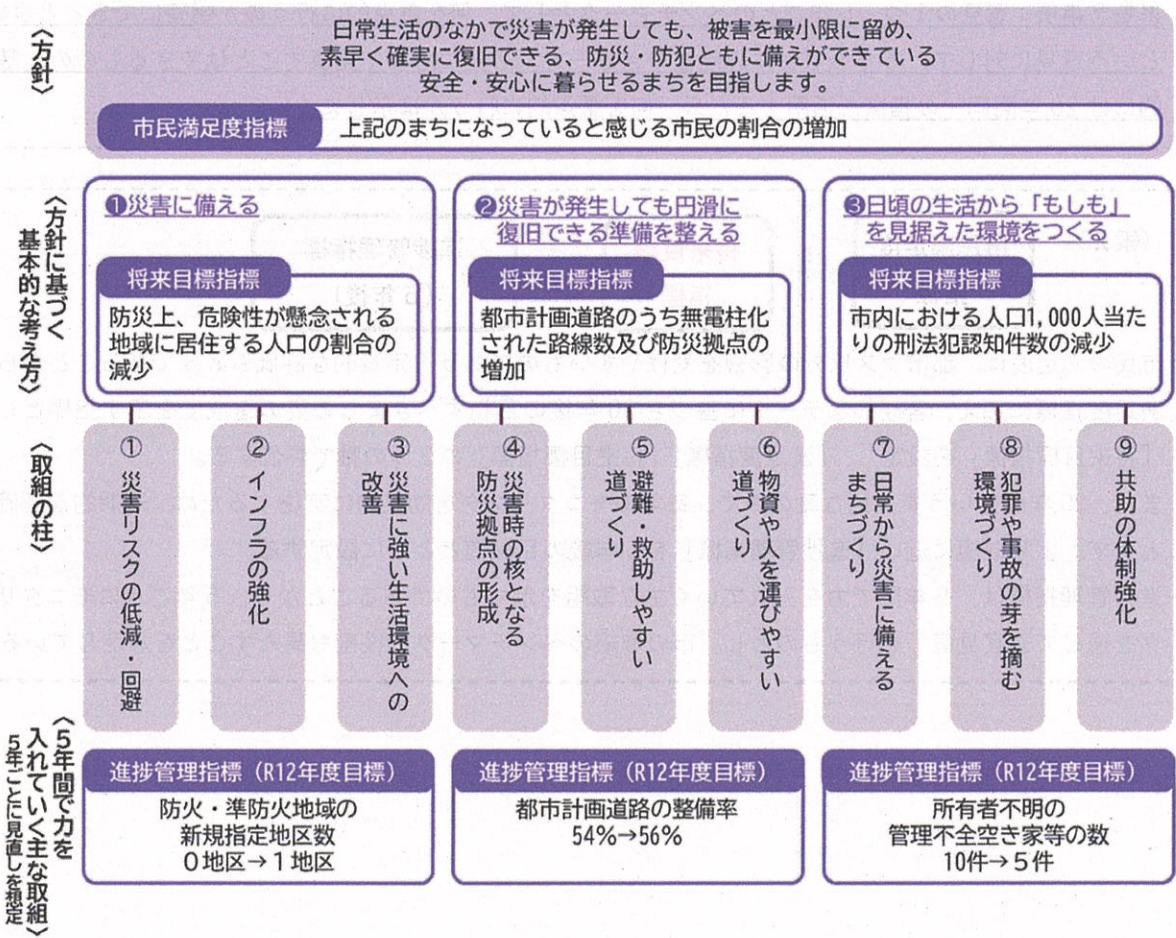 〈方針〉
日常生活のなかで災害が発生しても、被害を最小限に留め、
素早く確実に復旧できる、防災・防犯ともに備えができている
安全・安心に暮らせるまちを目指します。
市民満足度指標
上記のまちになっていると感じる市民の割合の増加
〈方針に基づく
基本的な考え方〉
❶災害に備える
将来目標指標
防災上、危険性が懸念される
地域に居住する人口の割合の
減少
❷災害が発生しても円滑に
復旧できる準備を整える
将来目標指標
都市計画道路のうち無電柱化
された路線数及び防災拠点の
増加
❸日頃の生活から「もしも」
を見据えた環境をつくる
将来目標指標
市内における人口1,000人当た
りの刑法犯認知件数の減少
〈取組の柱〉
① 災害リスクの低減・回避
② インフラの強化
③ 災害に強い生活環境への
改善
④ 災害時の核となる
防災拠点の形成
⑤ 避難・救助しやすい
道づくり
⑥ 物資や人を運びやすい
道づくり
⑦ 日常から災害に備える
まちづくり
⑧ 犯罪や事故の芽を摘む
環境づくり
⑨ 共助の体制強化
〈5年間で力を
入れていく主な取組〉
5年ごとに見直しを想定
進捗管理指標（R12年度目標）
防火・準防火地域の
新規指定地区数
0地区→1地区
進捗管理指標（R12年度目標）
都市計画道路の整備率
54%→56%
進捗管理指標（R12年度目標）
所有者不明の
管理不全空き家等の数
10件→5件